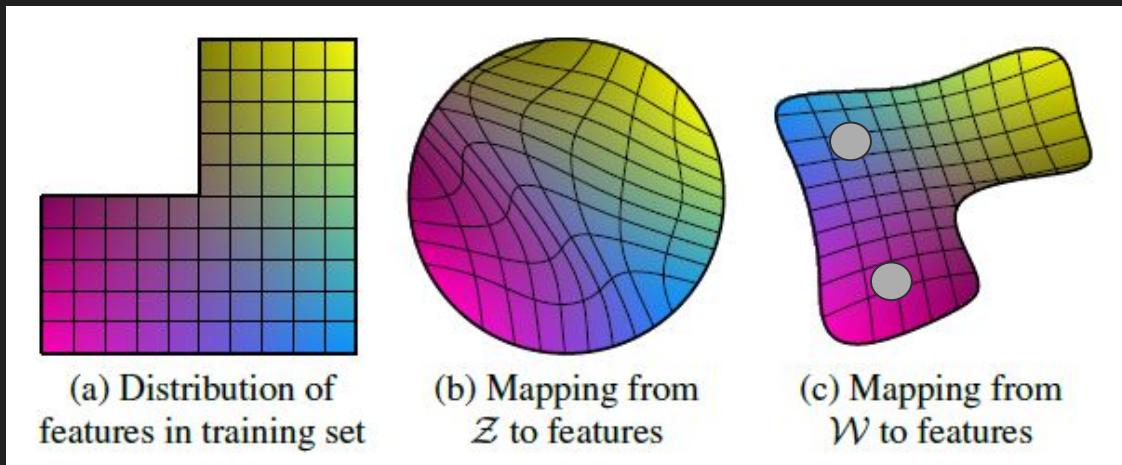 (a) Distribution of
features in training set
(b) Mapping from
𝒵 to features
(c) Mapping from
𝒲 to features